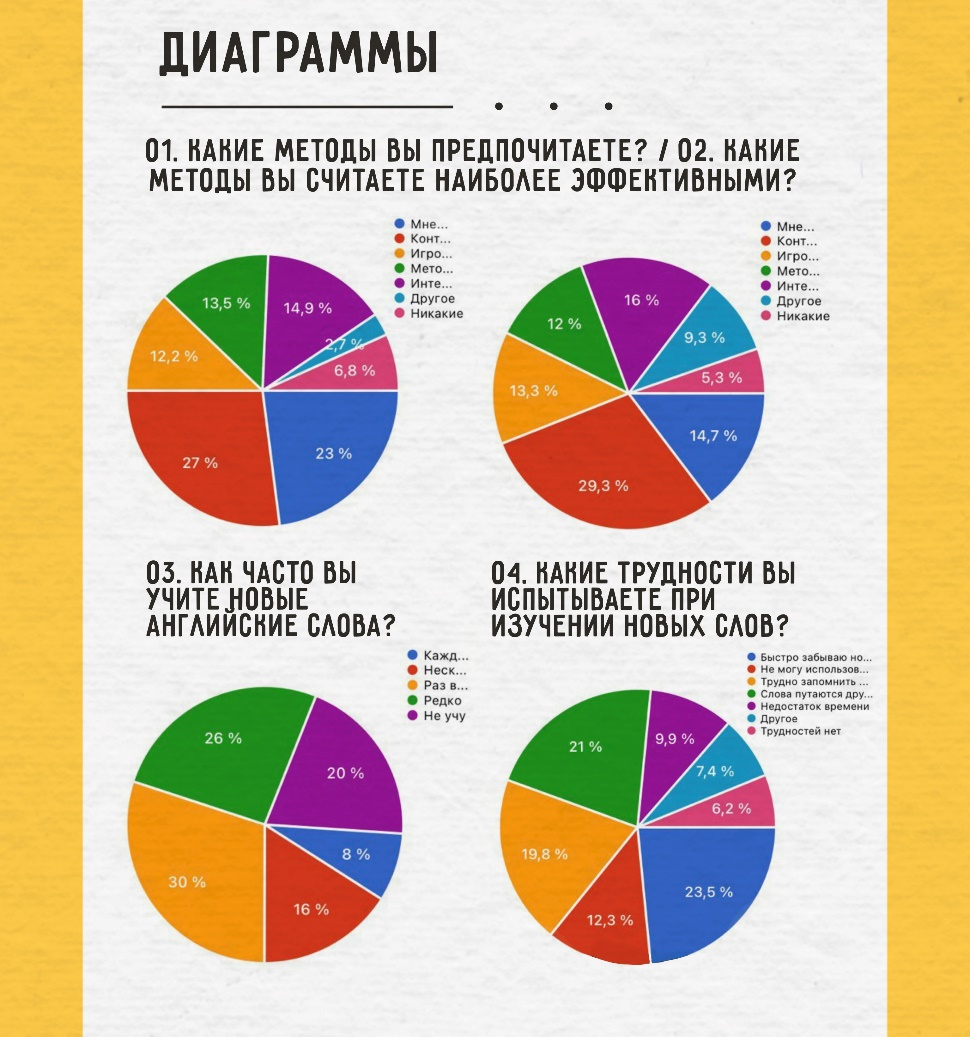 ДИАГРАММЫ
01. КАКИЕ МЕТОДЫ ВЫ ПРЕДПОЧИТАЕТЕ? / 02. КАКИЕ
МЕТОДЫ ВЫ СЧИТАЕТЕ НАИБОЛЕЕ ЭФФЕКТИВНЫМИ?
Мне...
Конт...
Игро...
Мето...
Инте...
Другое
Никакие
13,5 %
14,9 %
2,7 %
12,2 %
6,8 %
27 %
23 %
Мне...
Конт...
Игро...
Мето...
Инте...
Другое
Никакие
16 %
12 %
9,3 %
13,3 %
5,3 %
14,7 %
29,3 %
03. КАК ЧАСТО ВЫ
УЧИТЕ НОВЫЕ
АНГЛИЙСКИЕ СЛОВА?
Кажд...
Неск...
Раз в...
Редко
Не учу
26 %
20 %
8 %
30 %
16 %
04. КАКИЕ ТРУДНОСТИ ВЫ
ИСПЫТЫВАЕТЕ ПРИ
ИЗУЧЕНИИ НОВЫХ СЛОВ?
Быстро забываю но...
Не могу использов...
Трудно запомнить ...
Слова путаются дру...
Недостаток времени
Другое
Трудностей нет
9,9 %
21 %
7,4 %
6,2 %
19,8 %
23,5 %
12,3 %